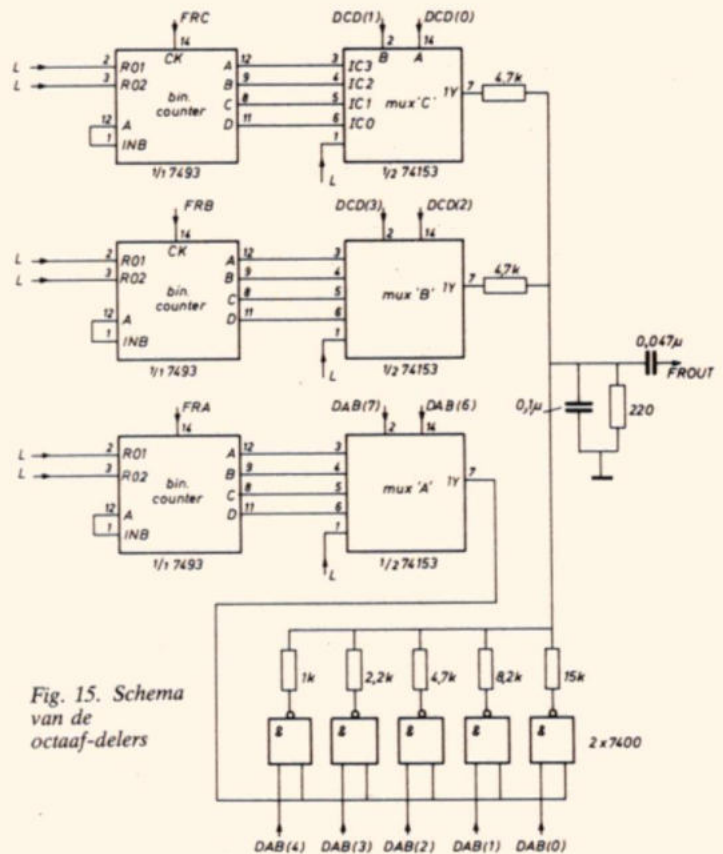 FRC
DCD(1) DCD(0)
14
2 14
L 2 R01 CK A 12 3 IC3 B A
L 3 R02 B 9 4 IC2 1Y 7 4,7k
bin. counter C 8 5 IC1 mux 'C'
12 A D 11 6 IC0
1 INB 1
1/1 7493 L 1/2 74153
FRB
DCD(3) DCD(2)
14
2 14
L 2 R01 CK A 12 3
L 3 R02 B 9 4 1Y 7 4,7k
bin. counter C 8 5 mux 'B'
12 A D 11 6
1 INB 1
1/1 7493 L 1/2 74153
0,047μ
FROUT
0,1μ 220
FRA
DAB(7) DAB(6)
14
2 14
L 2 R01 A 12 3
L 3 R02 B 9 4 1Y 7
bin. counter C 8 5 mux 'A'
12 A D 11 6
1 INB 1
1/1 7493 L 1/2 74153
1k 2,2k 4,7k 8,2k 15k
& & & & & 2x7400
DAB(4) DAB(3) DAB(2) DAB(1) DAB(0)
Fig. 15. Schema
van de
octaaf-delers